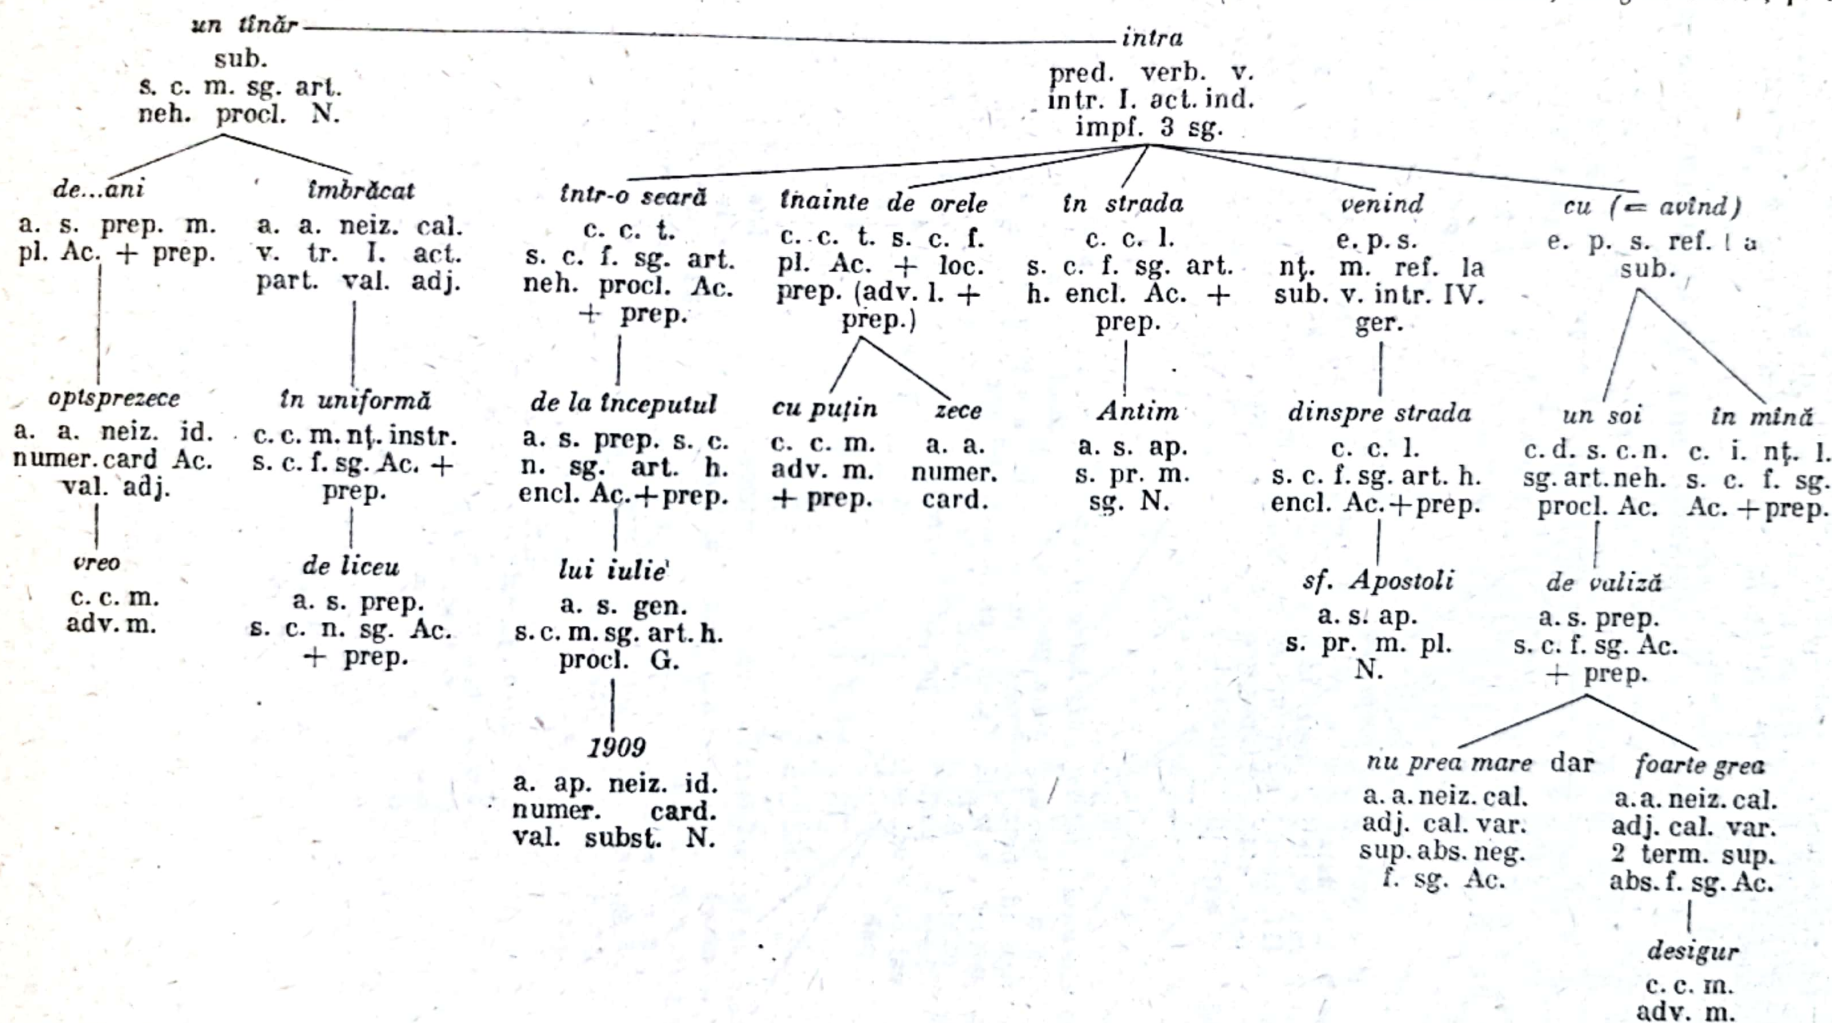 un tînăr
intra
sub.
s. c. m. sg. art.
neh. procl. N.
pred. verb. v.
intr. I. act. ind.
impf. 3 sg.
de...ani
a. s. prep. m.
pl. Ac. + prep.
îmbrăcat
a. a. neiz. cal.
v. tr. I. act.
part. val. adj.
într-o seară
c. c. t.
s. c. f. sg. art.
neh. procl. Ac.
+ prep.
înainte de orele
c. c. t. s. c. f.
pl. Ac. + loc.
prep. (adv. l. +
prep.)
în strada
c. c. l.
s. c. f. sg. art.
h. encl. Ac. +
prep.
venind
e. p. s.
nţ. m. ref. la
sub. v. intr. IV.
ger.
cu (= avînd)
e. p. s. ref. la
sub.
optsprezece
a. a. neiz. id.
numer. card Ac.
val. adj.
în uniformă
c. c. m. nţ. instr.
s. c. f. sg. Ac. +
prep.
de la începutul
a. s. prep. s. c.
n. sg. art. h.
encl. Ac. + prep.
cu puţin
c. c. m.
adv. m.
+ prep.
zece
a. a.
numer.
card.
Antim
a. s. ap.
s. pr. m.
sg. N.
dinspre strada
c. c. l.
s. c. f. sg. art. h.
encl. Ac. + prep.
un soi
c. d. s. c. n.
sg. art. neh.
procl. Ac.
în mînă
c. i. nţ. l.
s. c. f. sg.
Ac. + prep.
vreo
c. c. m.
adv. m.
de liceu
a. s. prep.
s. c. n. sg. Ac.
+ prep.
lui iulie
a. s. gen.
s. c. m. sg. art. h.
procl. G.
sf. Apostoli
a. s. ap.
s. pr. m. pl.
N.
de valiză
a. s. prep.
s. c. f. sg. Ac.
+ prep.
1909
a. ap. neiz. id.
numer. card.
val. subst. N.
nu prea mare dar foarte grea
a. a. neiz. cal.
adj. cal. var.
sup. abs. neg.
f. sg. Ac.
a. a. neiz. cal.
adj. cal. var.
2 term. sup.
abs. f. sg. Ac.
desigur
c. c. m.
adv. m.